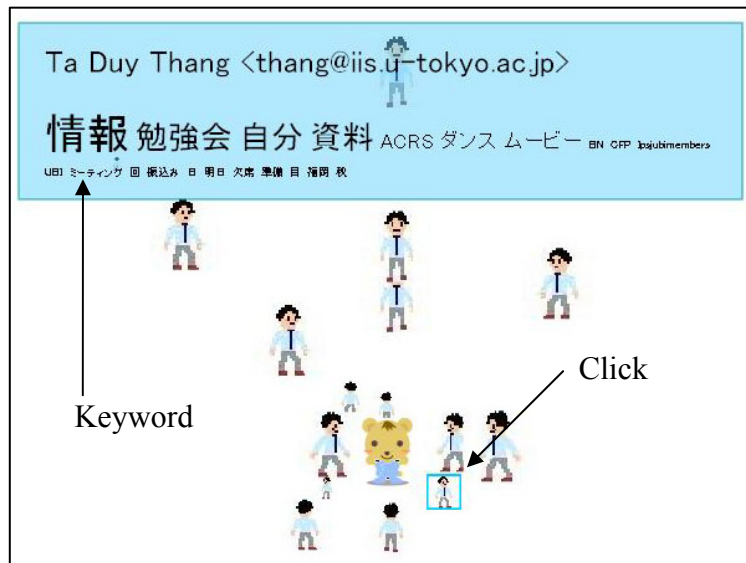 Ta Duy Thang <thang@iis.u-tokyo.ac.jp>
情報 勉強会 自分 資料 ACRS ダンス ムービー BN CFP ipsjubimembers
UBI ミーティング 回 振込み 日 明日 欠席 準備 目 福岡 秋
Click
Keyword